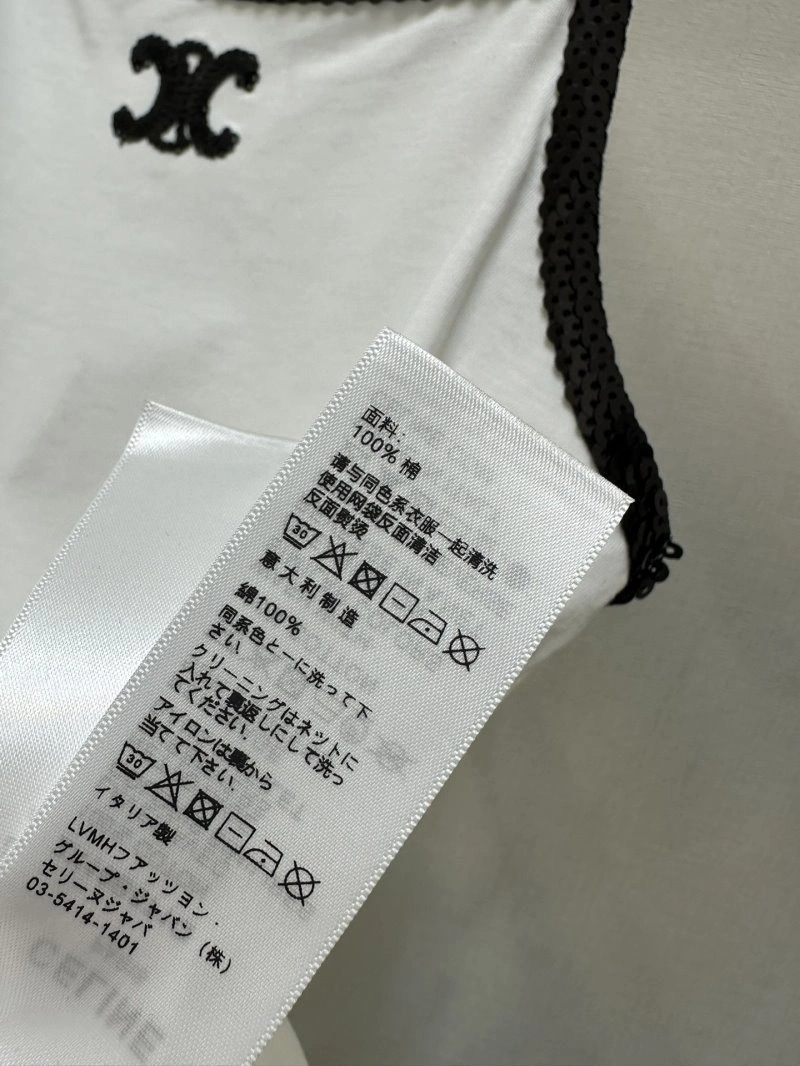 面料:
100% 棉
请与同色系衣服一起清洗
使用网袋反面清洁
反面熨烫
30
意大利制造
綿100%
同系色と一に洗って下
さい.
クリーニングはネットに
入れて裏返しにして洗っ
てください.
アイロンは裏から
当てて下さい.
30
イタリア製
LVMHファッツョン・
グループ・ジャバン (株)
セリーヌジャバ
03-5414-1401
CELINE